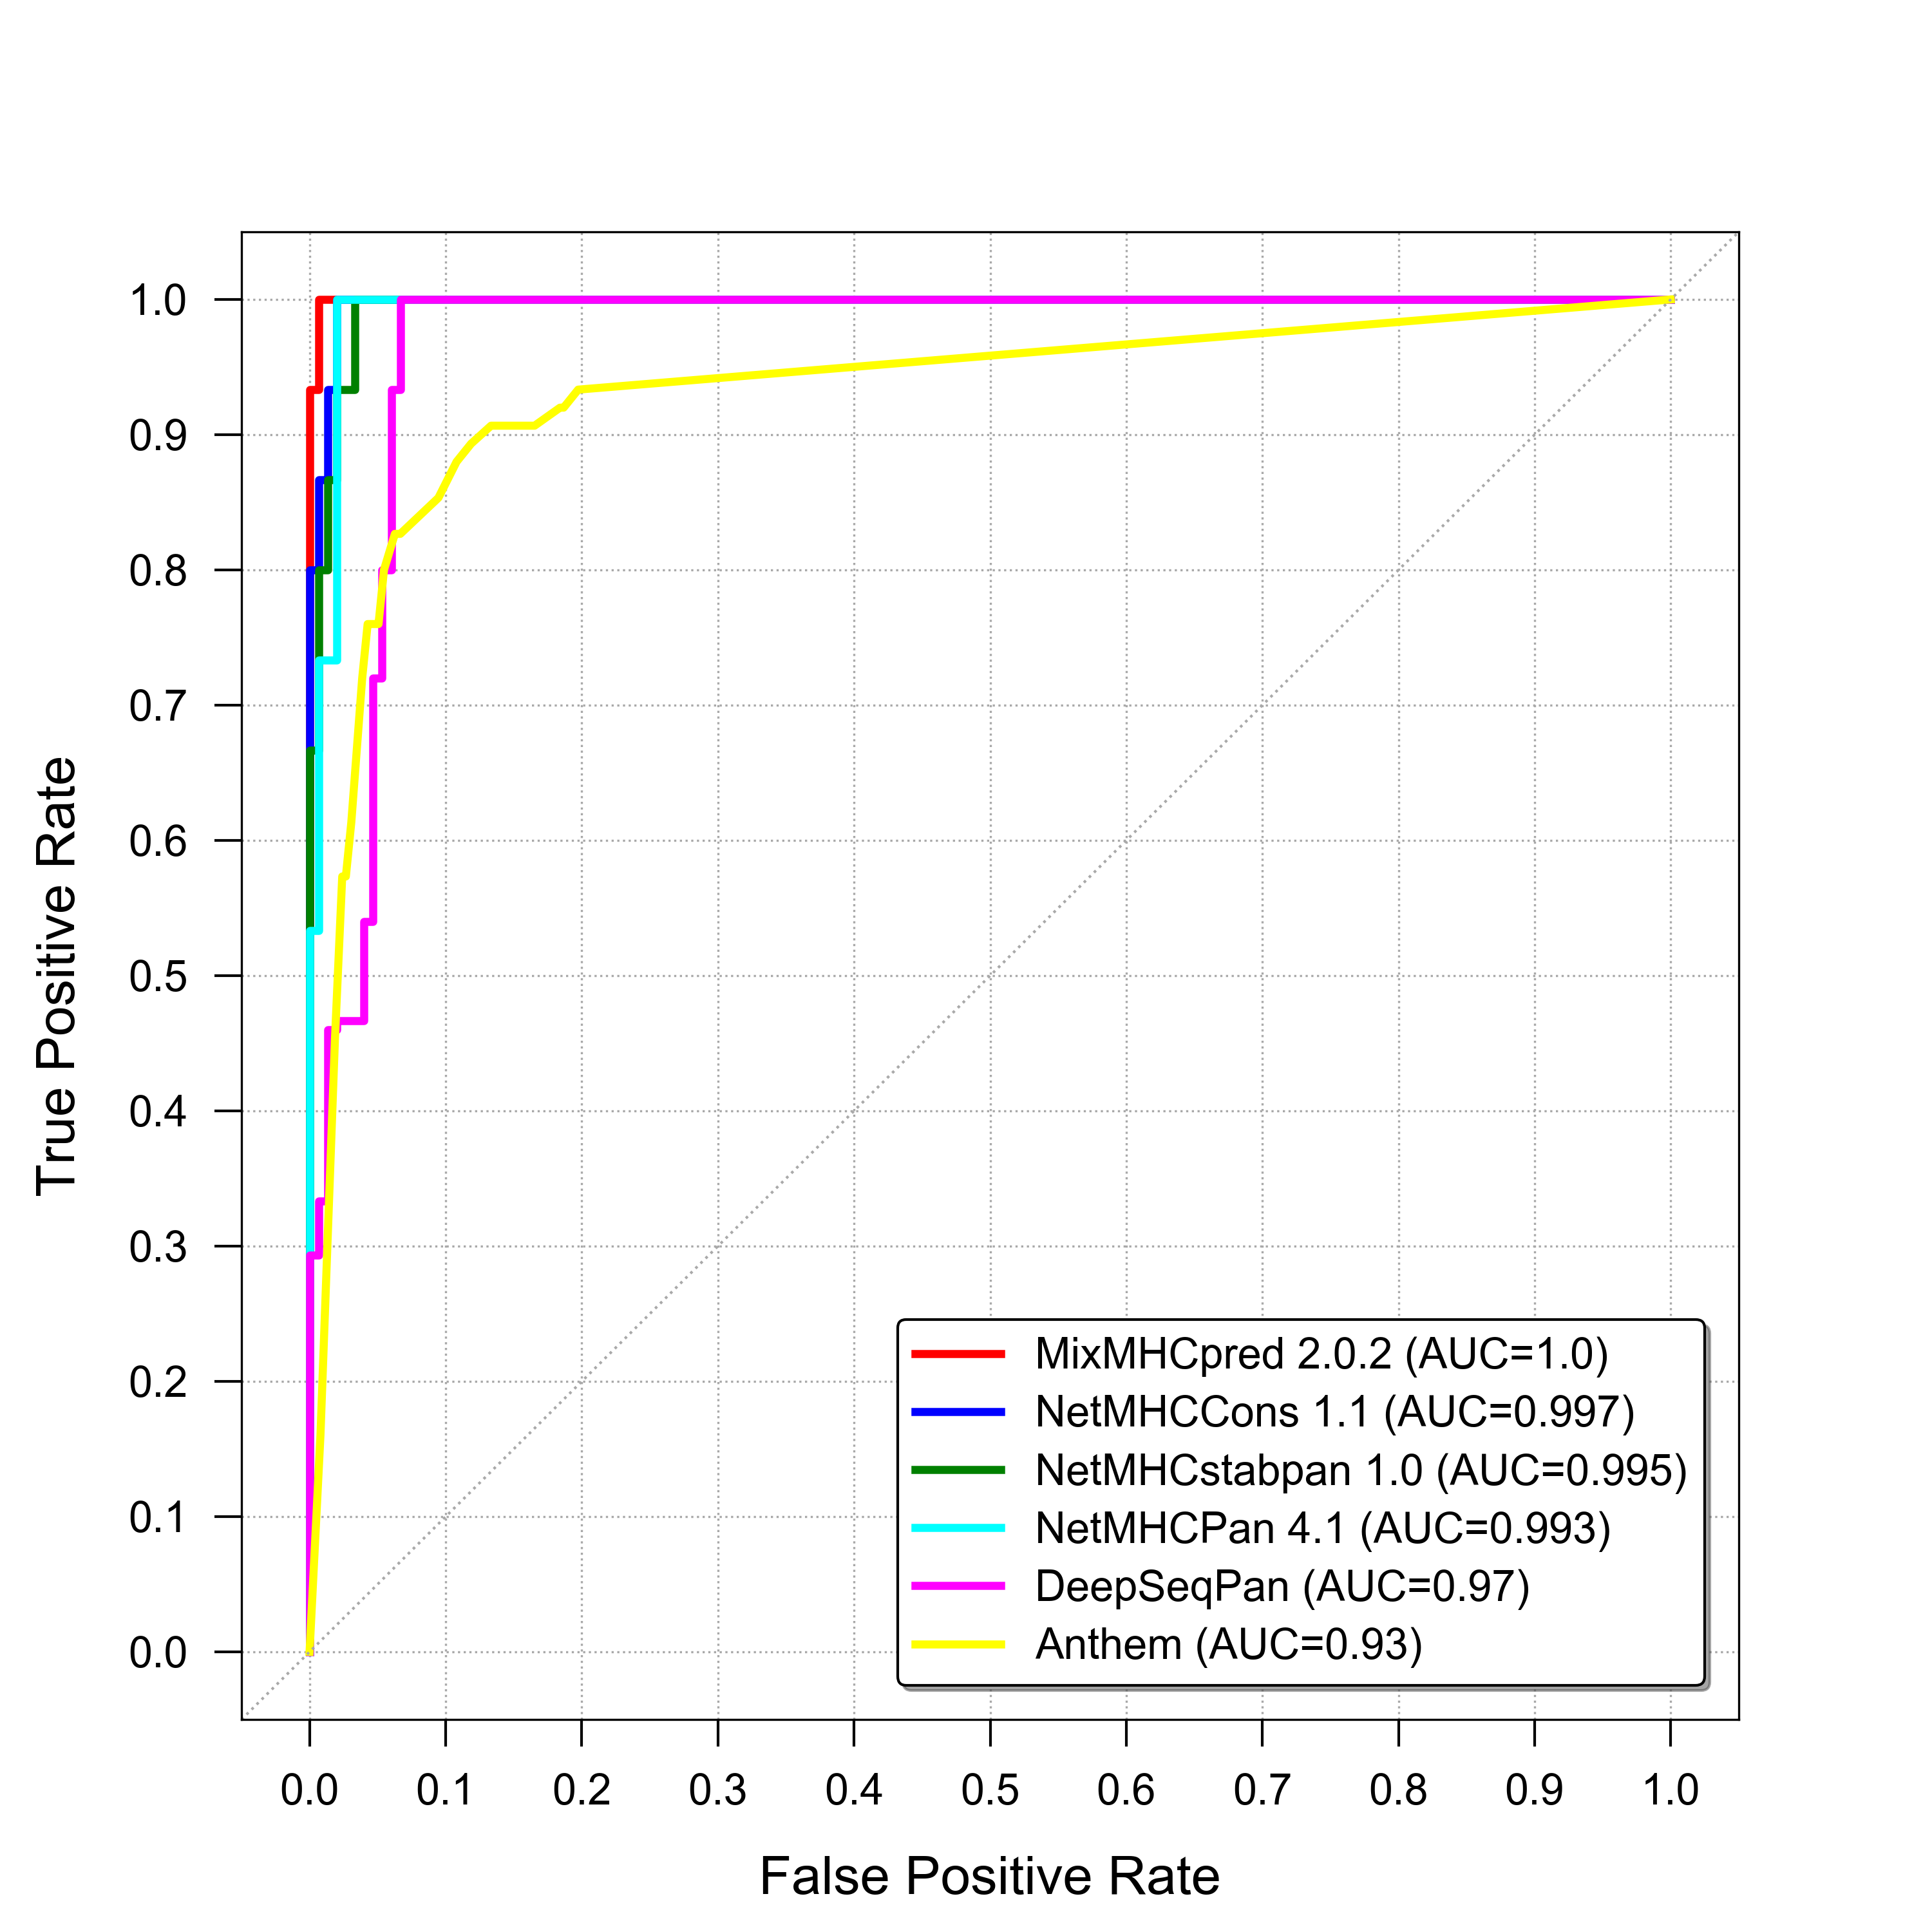 1.0
0.9
0.8
0.7
0.6
0.5
0.4
0.3
0.2
0.1
0.0
True Positive Rate
MixMHCpred 2.0.2 (AUC=1.0)
NetMHCCons 1.1 (AUC=0.997)
NetMHCstabpan 1.0 (AUC=0.995)
NetMHCPan 4.1 (AUC=0.993)
DeepSeqPan (AUC=0.97)
Anthem (AUC=0.93)
0.0 0.1 0.2 0.3 0.4 0.5 0.6 0.7 0.8 0.9 1.0
False Positive Rate